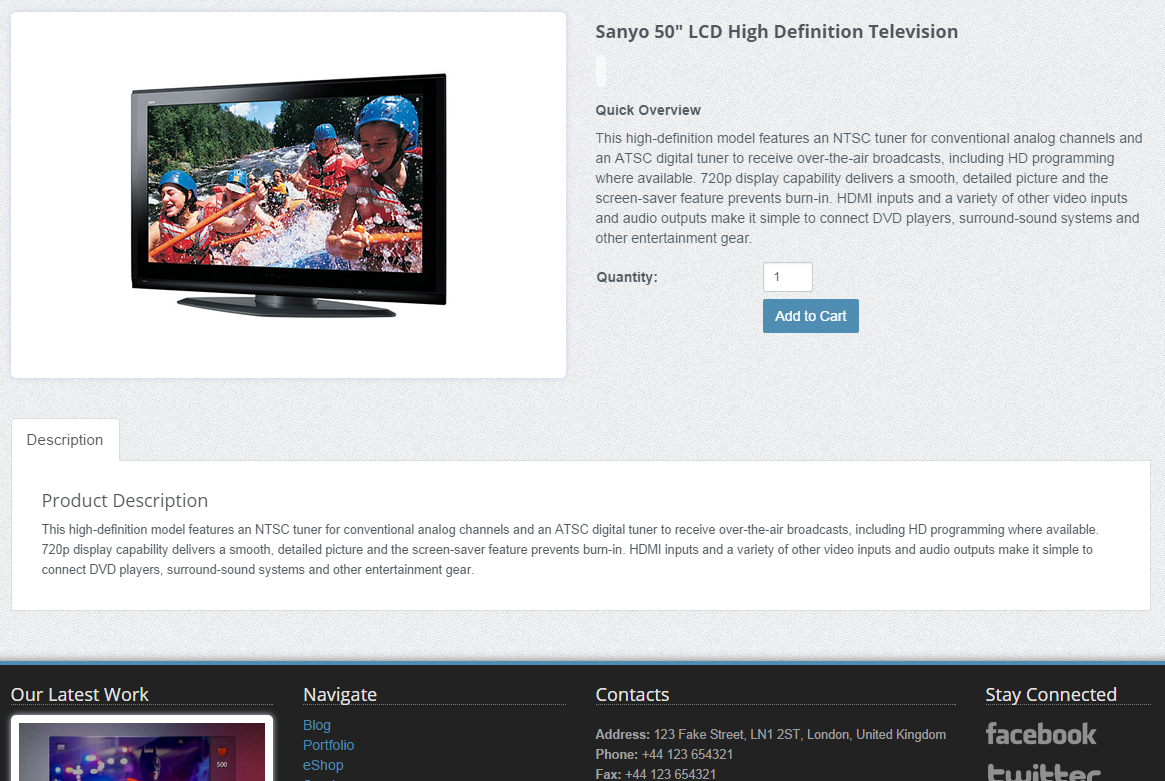 Sanyo 50" LCD High Definition Television
Quick Overview
This high-definition model features an NTSC tuner for conventional analog channels and
an ATSC digital tuner to receive over-the-air broadcasts, including HD programming
where available. 720p display capability delivers a smooth, detailed picture and the
screen-saver feature prevents burn-in. HDMI inputs and a variety of other video inputs
and audio outputs make it simple to connect DVD players, surround-sound systems and
other entertainment gear.
Quantity: 1
Add to Cart
Description
Product Description
This high-definition model features an NTSC tuner for conventional analog channels and an ATSC digital tuner to receive over-the-air broadcasts, including HD programming where available.
720p display capability delivers a smooth, detailed picture and the screen-saver feature prevents burn-in. HDMI inputs and a variety of other video inputs and audio outputs make it simple to
connect DVD players, surround-sound systems and other entertainment gear.
Our Latest Work
500
Navigate
Blog
Portfolio
eShop
Contacts
Address: 123 Fake Street, LN1 2ST, London, United Kingdom
Phone: +44 123 654321
Fax: +44 123 654321
Stay Connected
facebook
twitter